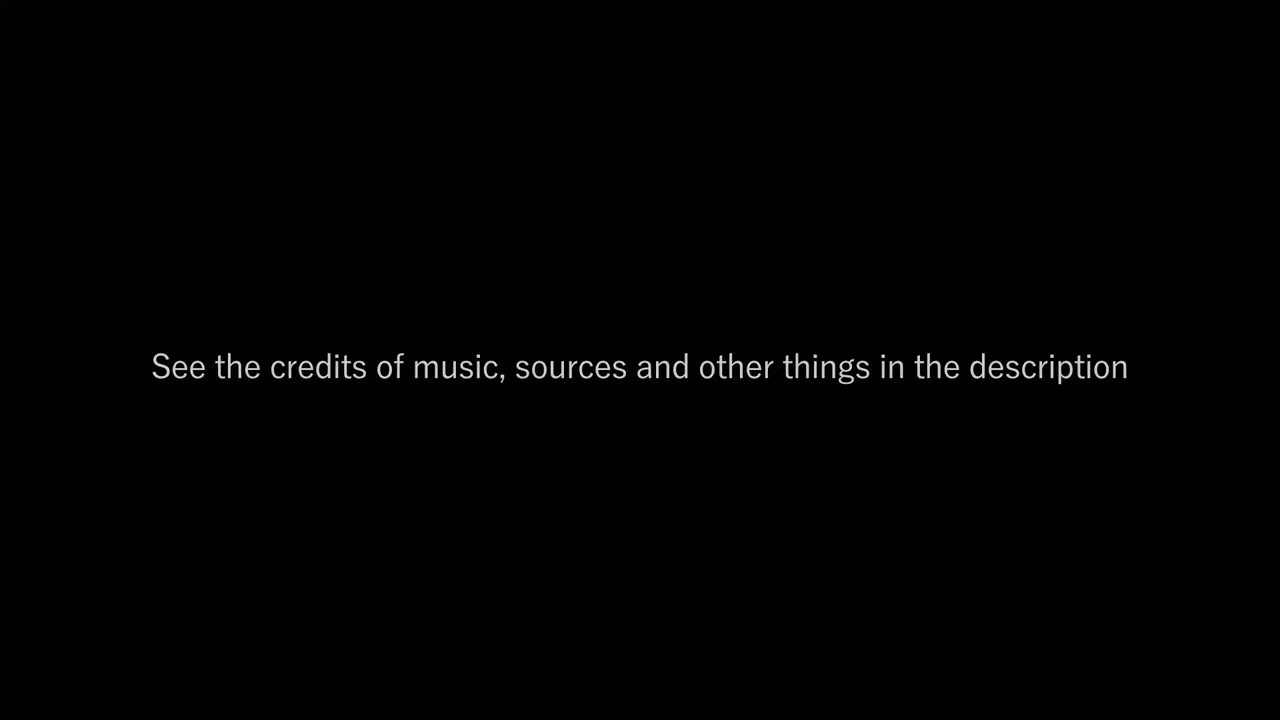 See the credits of music, sources and other things in the description